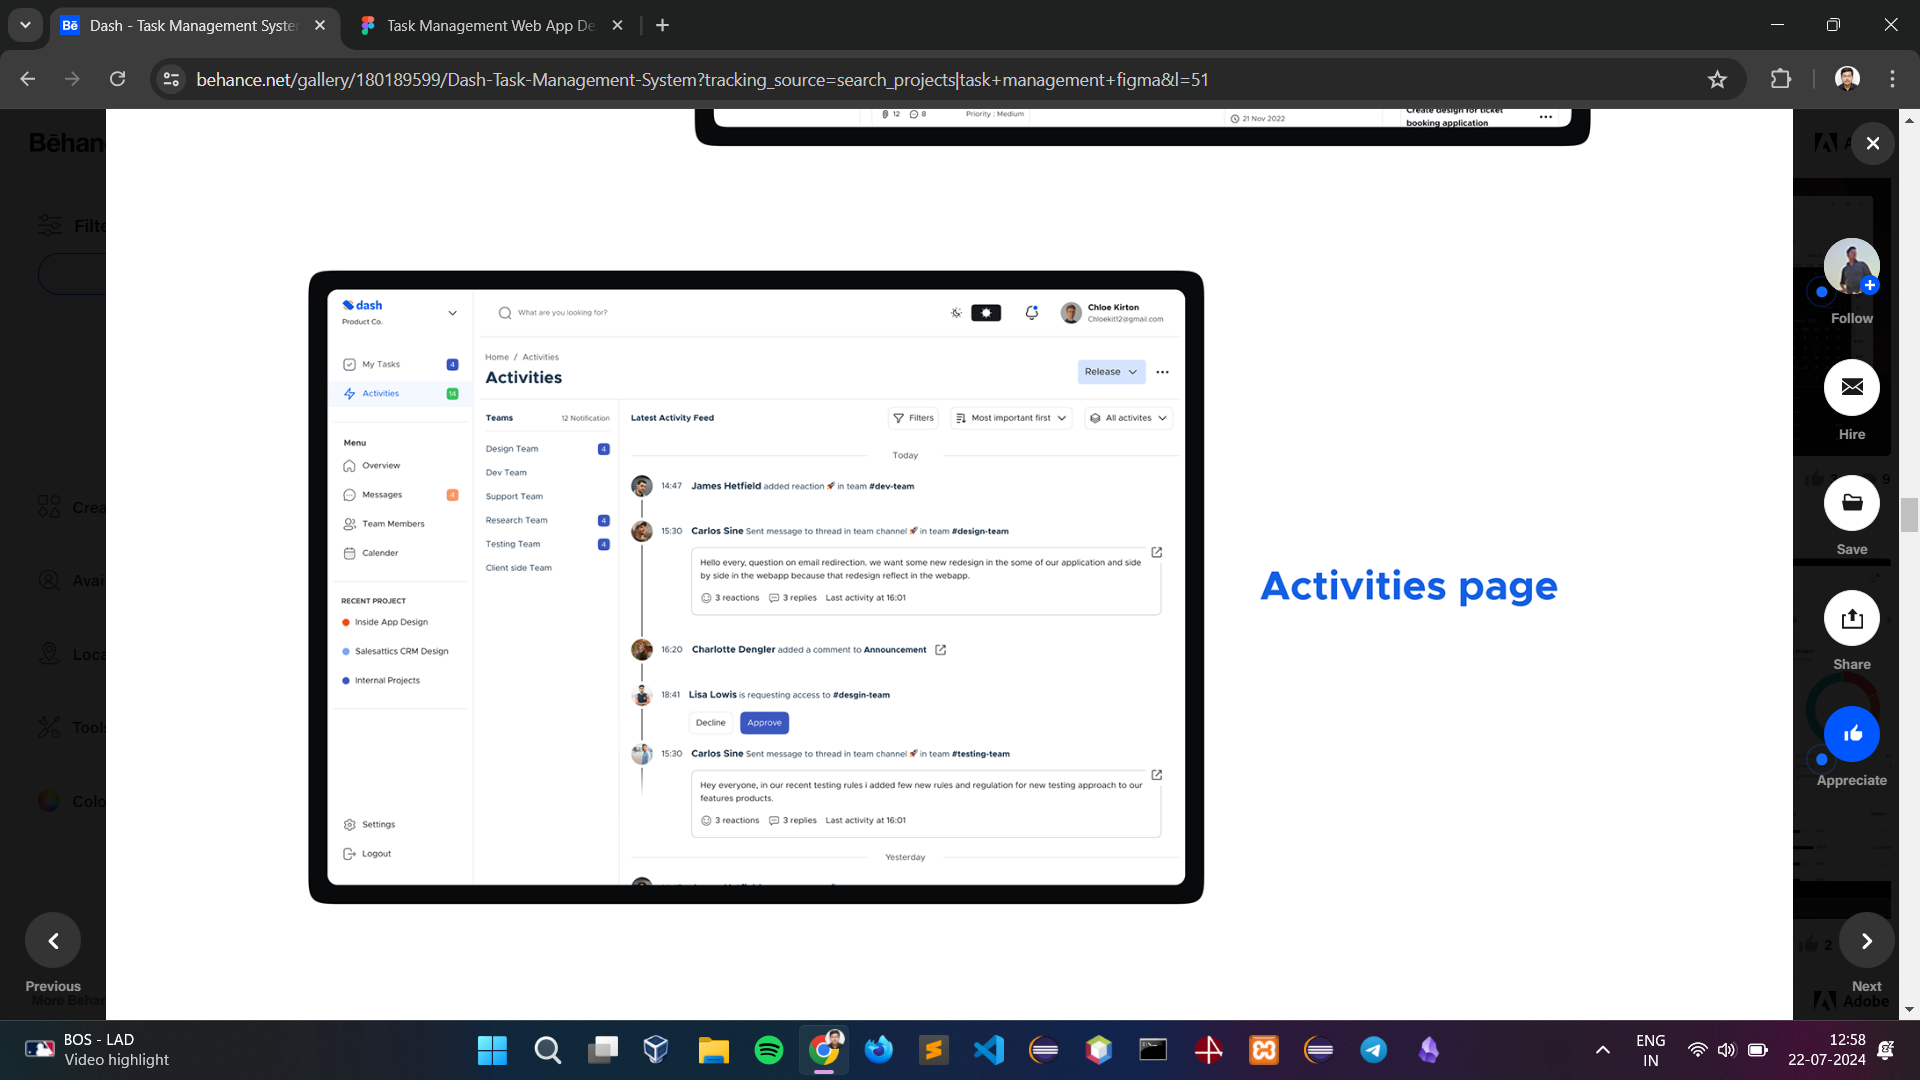 Dash - Task Management Syste
Task Management Web App De
behance.net/gallery/180189599/Dash-Task-Management-System?tracking_source=search_projects|task+management+figma&l=51
Bēhan
12 8 Priority : Medium
21 Nov 2022
Create design for ticket
booking application
Filte
dash
Product Co.
What are you looking for?
Chloe Kirton
Chloekit12@gmail.com
My Tasks 4
Activities 14
Home / Activities
Activities
Release
Teams 12 Notification
Latest Activity Feed
Filters
Most important first
All activites
Menu
Overview
Messages 4
Team Members
Calender
RECENT PROJECT
Inside App Design
Salesattics CRM Design
Internal Projects
Settings
Logout
Design Team 4
Dev Team
Support Team
Research Team 4
Testing Team 4
Client side Team
Today
14:47 James Hetfield added reaction 🚀 in team #dev-team
15:30 Carlos Sine Sent message to thread in team channel 🚀 in team #design-team
Hello every, question on email redirection. we want some new redesign in the some of our application and side
by side in the webapp because that redesign reflect in the webapp.
3 reactions 3 replies Last activity at 16:01
16:20 Charlotte Dengler added a comment to Announcement
18:41 Lisa Lowis is requesting access to #desgin-team
Decline Approve
15:30 Carlos Sine Sent message to thread in team channel 🚀 in team #testing-team
Hey everyone, in our recent testing rules i added few new rules and regulation for new testing approach to our
features products.
3 reactions 3 replies Last activity at 16:01
Yesterday
Activities page
Crea
Avai
Loca
Tools
Colo
Follow
Hire
9
Save
Share
Appreciate
2
Previous
More Behan
Next
Adobe
BOS - LAD
Video highlight
ENG
IN
12:58
22-07-2024